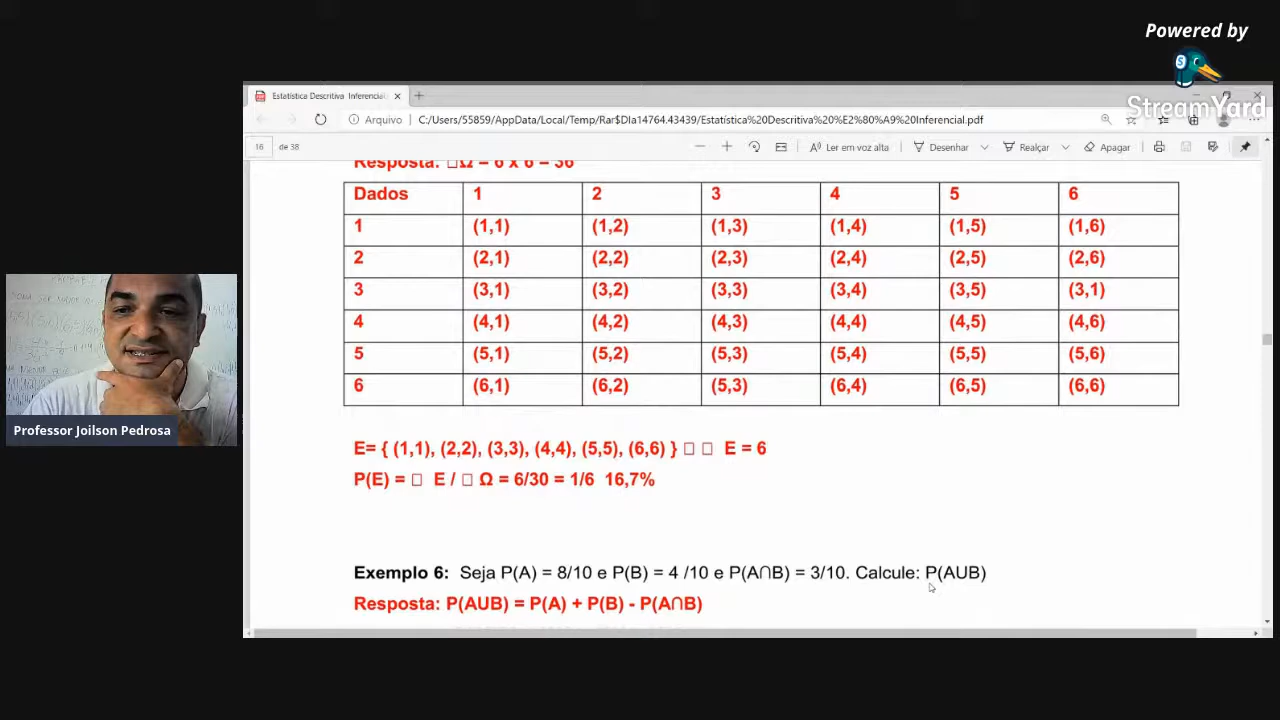 Powered by
StreamYard
Estatística Descritiva Inferencial
Arquivo C:/Users/55859/AppData/Local/Temp/Rar$DIa14764.43439/Estatística%20Descritiva%20%E2%80%A9Inferencial.pdf
16 de 38 Ler em voz alta Desenhar Realçar Apagar
Resposta: □Ω = 6 x 6 = 36
Dados 1 2 3 4 5 6
1 (1,1) (1,2) (1,3) (1,4) (1,5) (1,6)
2 (2,1) (2,2) (2,3) (2,4) (2,5) (2,6)
3 (3,1) (3,2) (3,3) (3,4) (3,5) (3,1)
4 (4,1) (4,2) (4,3) (4,4) (4,5) (4,6)
5 (5,1) (5,2) (5,3) (5,4) (5,5) (5,6)
6 (6,1) (6,2) (5,3) (6,4) (6,5) (6,6)
E= { (1,1), (2,2), (3,3), (4,4), (5,5), (6,6) } □ □ E = 6
P(E) = □ E / □ Ω = 6/30 = 1/6 16,7%
Exemplo 6: Seja P(A) = 8/10 e P(B) = 4 /10 e P(A∩B) = 3/10. Calcule: P(AUB)
Resposta: P(AUB) = P(A) + P(B) - P(A∩B)
Professor Joilson Pedrosa